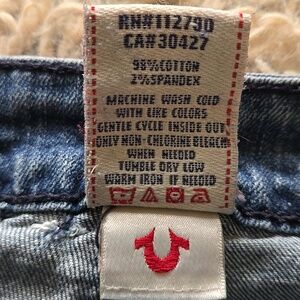 RN#112790
CA#30427
98%COTTON
2%SPANDEX
MACHINE WASH COLD
WITH LIKE COLORS
GENTLE CYCLE INSIDE OUT
ONLY NON-CHLORINE BLEACH
WHEN NEEDED
TUMBLE DRY LOW
WARM IRON IF NEEDED